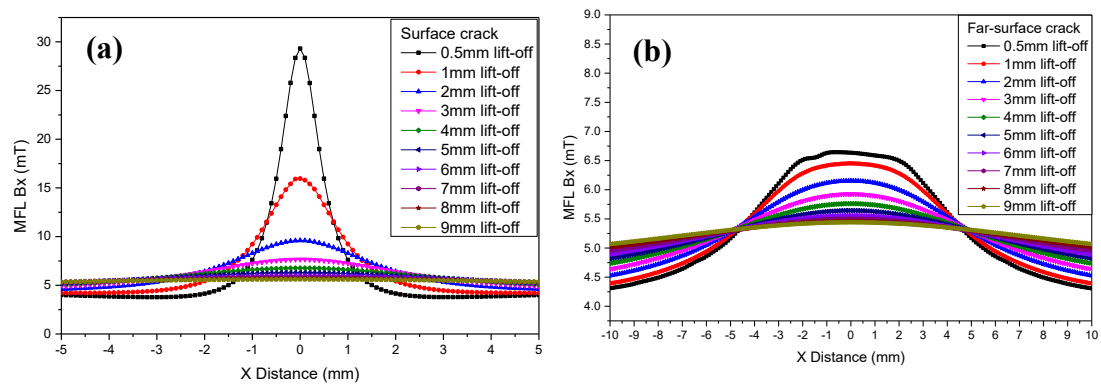 (a)
Surface crack
0.5mm lift-off
1mm lift-off
2mm lift-off
3mm lift-off
4mm lift-off
5mm lift-off
6mm lift-off
7mm lift-off
8mm lift-off
9mm lift-off
MFL Bx (mT)
30
25
20
15
10
5
0
-5 -4 -3 -2 -1 0 1 2 3 4 5
X Distance (mm)
(b)
Far-surface crack
0.5mm lift-off
1mm lift-off
2mm lift-off
3mm lift-off
4mm lift-off
5mm lift-off
6mm lift-off
7mm lift-off
8mm lift-off
9mm lift-off
MFL Bx (mT)
9.0
8.5
8.0
7.5
7.0
6.5
6.0
5.5
5.0
4.5
4.0
-10 -9 -8 -7 -6 -5 -4 -3 -2 -1 0 1 2 3 4 5 6 7 8 9 10
X Distance (mm)